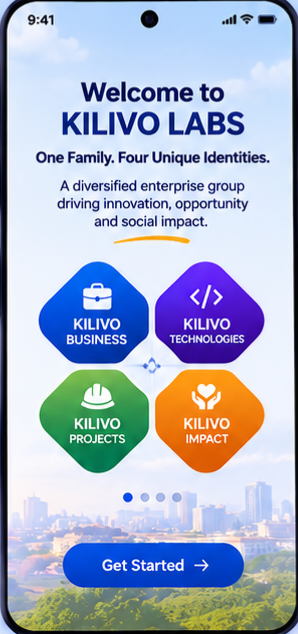 9:41
Welcome to
KILIVO LABS
One Family. Four Unique Identities.
A diversified enterprise group
driving innovation, opportunity
and social impact.
KILIVO
BUSINESS
</>
KILIVO
TECHNOLOGIES
KILIVO
PROJECTS
KILIVO
IMPACT
Get Started →